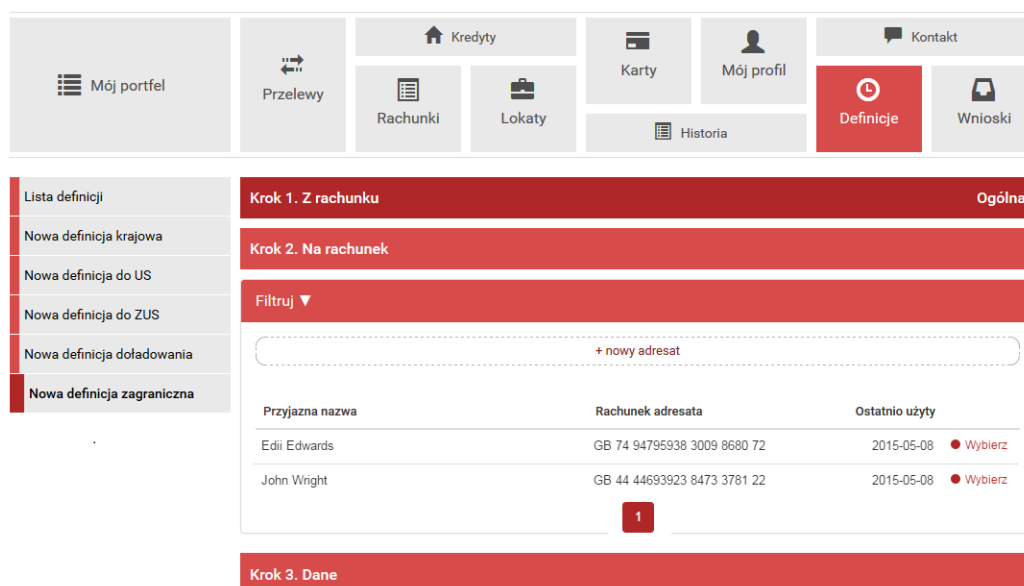 Mój portfel
Przelewy
Kredyty
Rachunki
Lokaty
Karty
Mój profil
Historia
Kontakt
Definicje
Wnioski
Lista definicji
Nowa definicja krajowa
Nowa definicja do US
Nowa definicja do ZUS
Nowa definicja doładowania
Nowa definicja zagraniczna
Krok 1. Z rachunku Ogólna
Krok 2. Na rachunek
Filtruj ▼
+ nowy adresat
Przyjazna nazwa Rachunek adresata Ostatnio użyty
Edii Edwards GB 74 94795938 3009 8680 72 2015-05-08 Wybierz
John Wright GB 44 44693923 8473 3781 22 2015-05-08 Wybierz
1
Krok 3. Dane